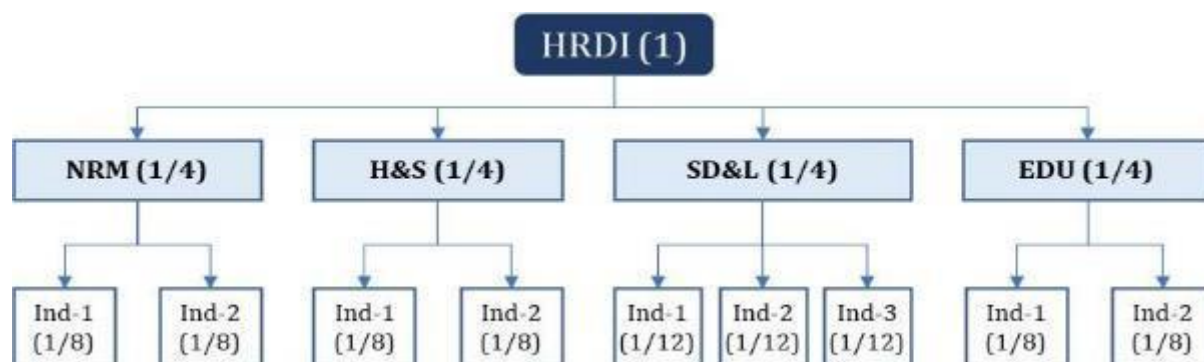 HRDI (1)
NRM (1/4)
H&S (1/4)
SD&L (1/4)
EDU (1/4)
Ind-1
(1/8)
Ind-2
(1/8)
Ind-1
(1/8)
Ind-2
(1/8)
Ind-1
(1/12)
Ind-2
(1/12)
Ind-3
(1/12)
Ind-1
(1/8)
Ind-2
(1/8)